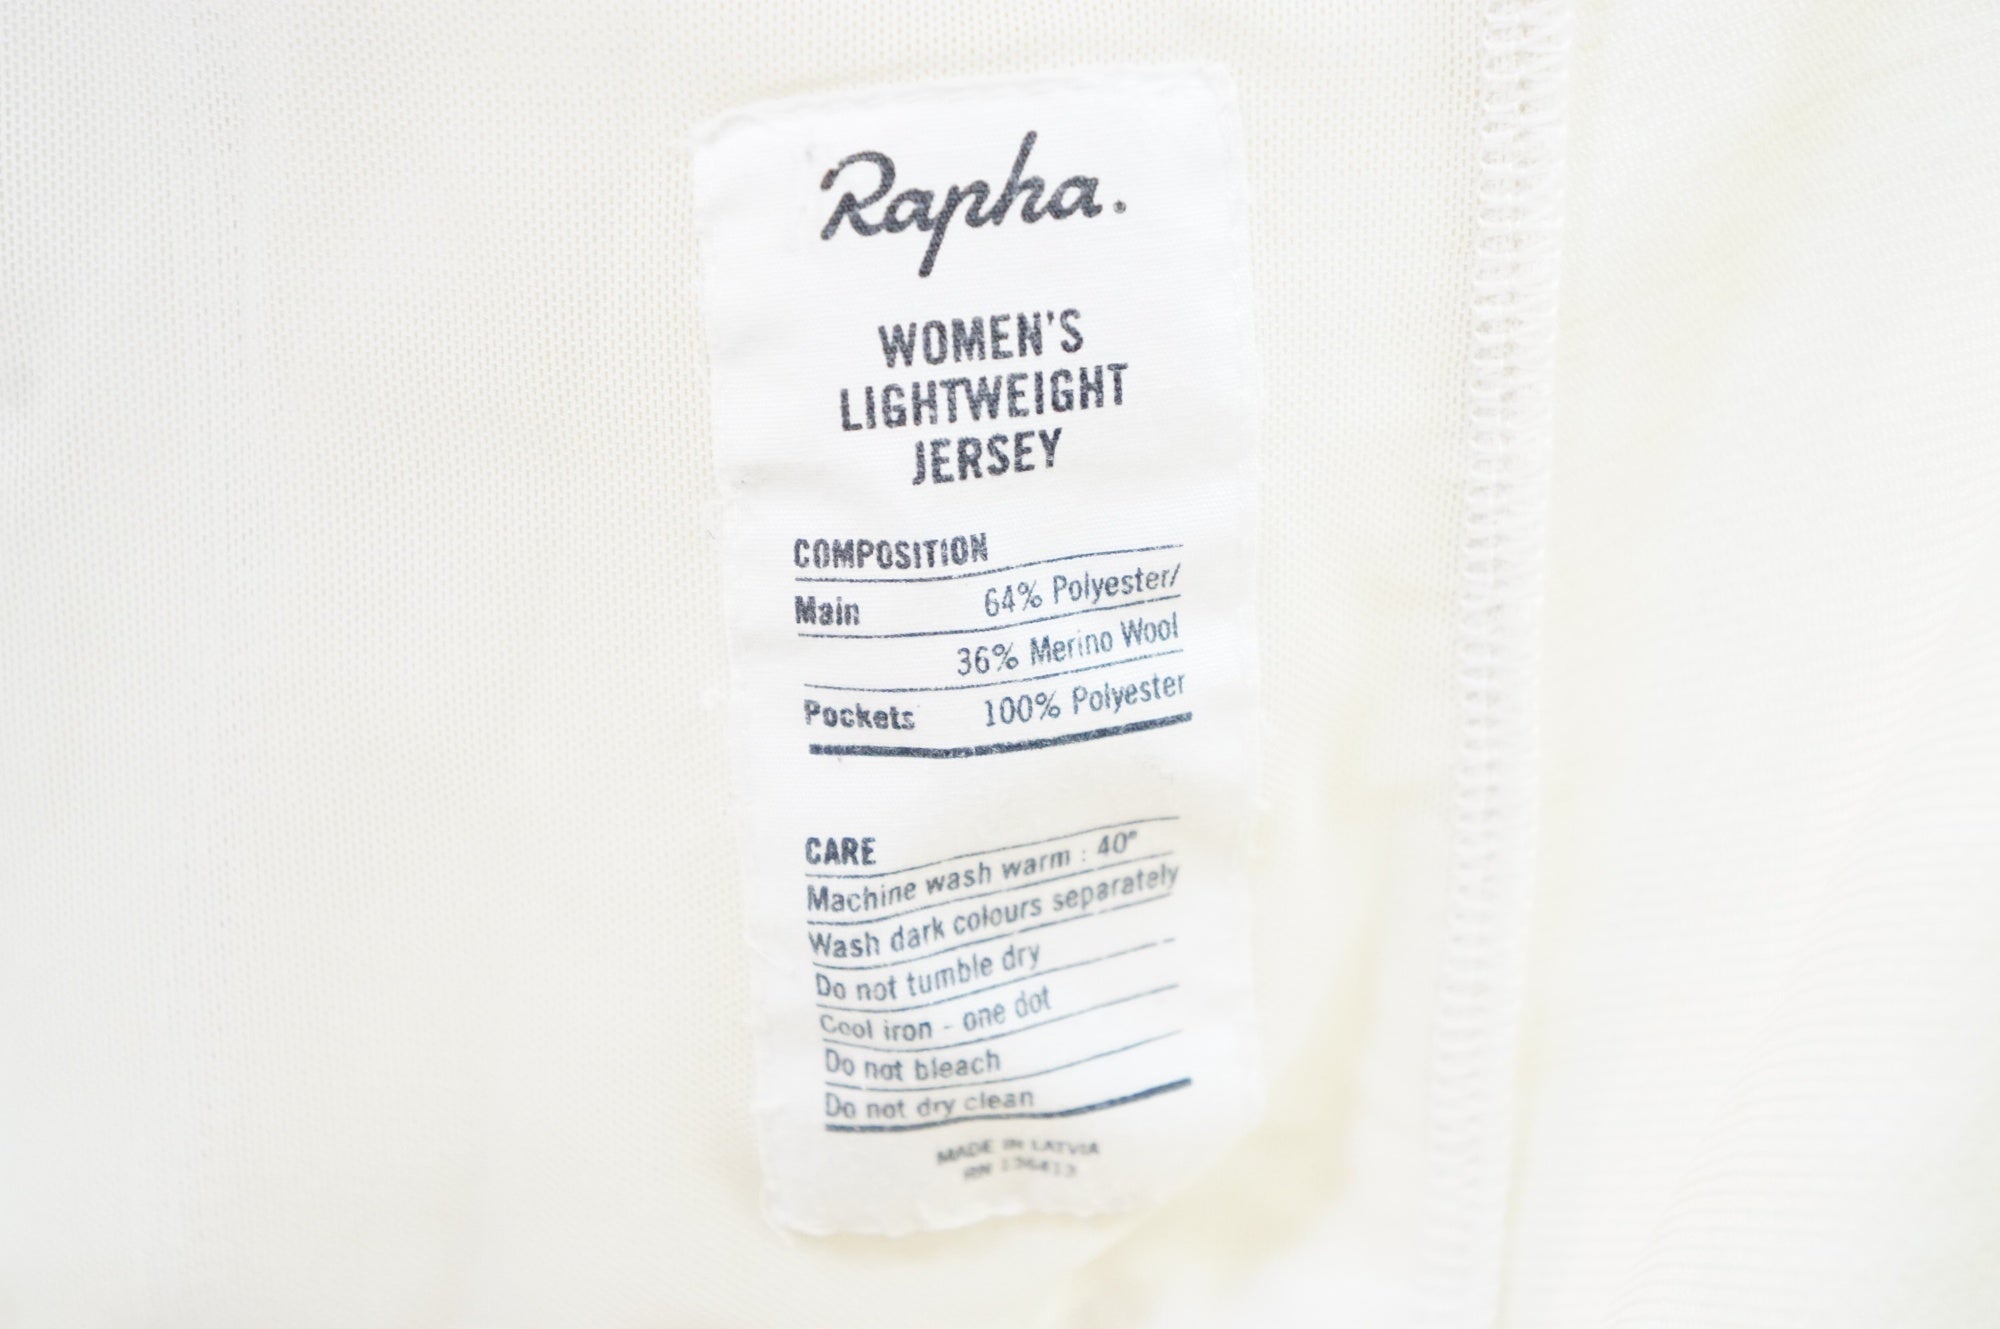 Rapha.
WOMEN'S
LIGHTWEIGHT
JERSEY
COMPOSITION
Main 64% Polyester/
36% Merino Wool
Pockets 100% Polyester
CARE
Machine wash warm : 40°
Wash dark colours separately
Do not tumble dry
Cool iron - one dot
Do not bleach
Do not dry clean
MADE IN LATVIA
RN 136413